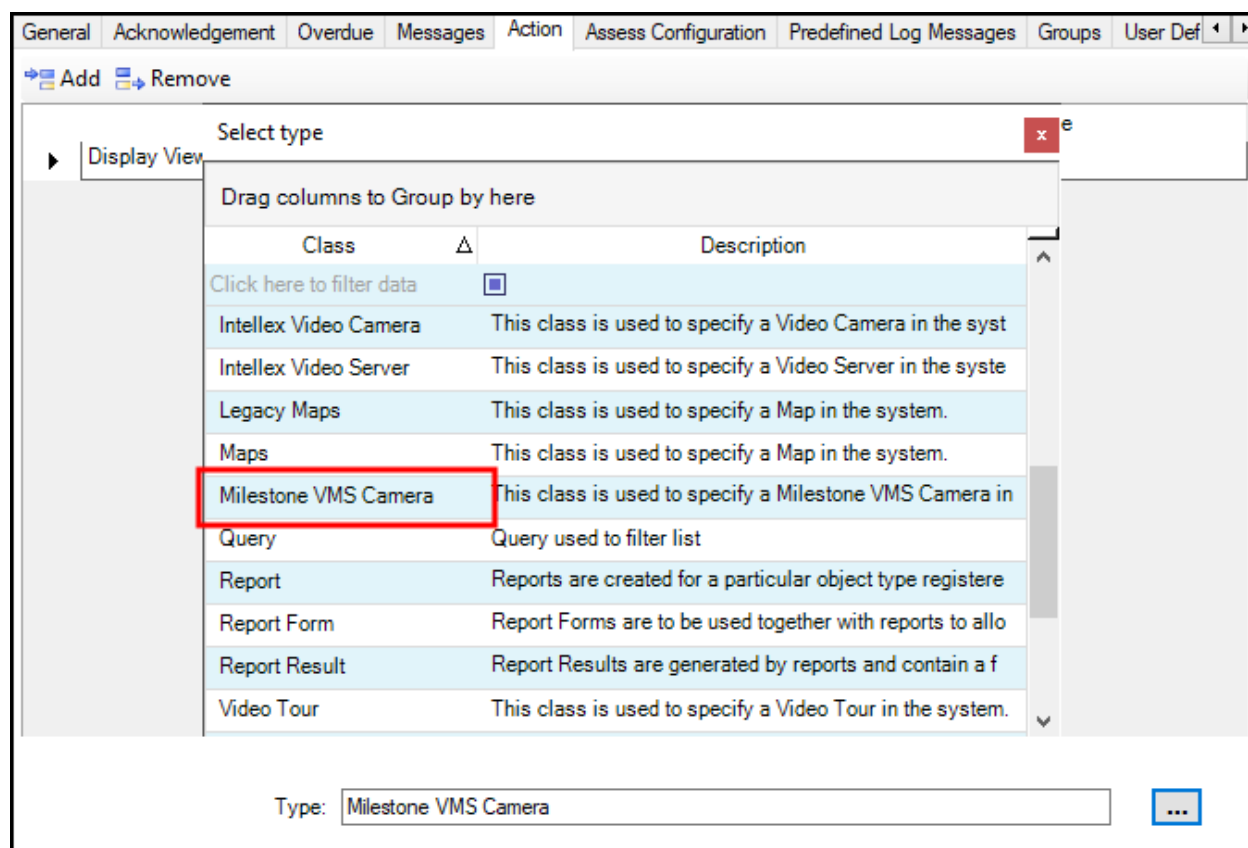 General Acknowledgement Overdue Messages Action Assess Configuration Predefined Log Messages Groups User Def
Add Remove
Select type x e
Display View
Drag columns to Group by here
Class Description
Click here to filter data
Intellex Video Camera This class is used to specify a Video Camera in the syst
Intellex Video Server This class is used to specify a Video Server in the syste
Legacy Maps This class is used to specify a Map in the system.
Maps This class is used to specify a Map in the system.
Milestone VMS Camera This class is used to specify a Milestone VMS Camera in
Query Query used to filter list
Report Reports are created for a particular object type registere
Report Form Report Forms are to be used together with reports to allo
Report Result Report Results are generated by reports and contain a f
Video Tour This class is used to specify a Video Tour in the system.
Type: Milestone VMS Camera ...